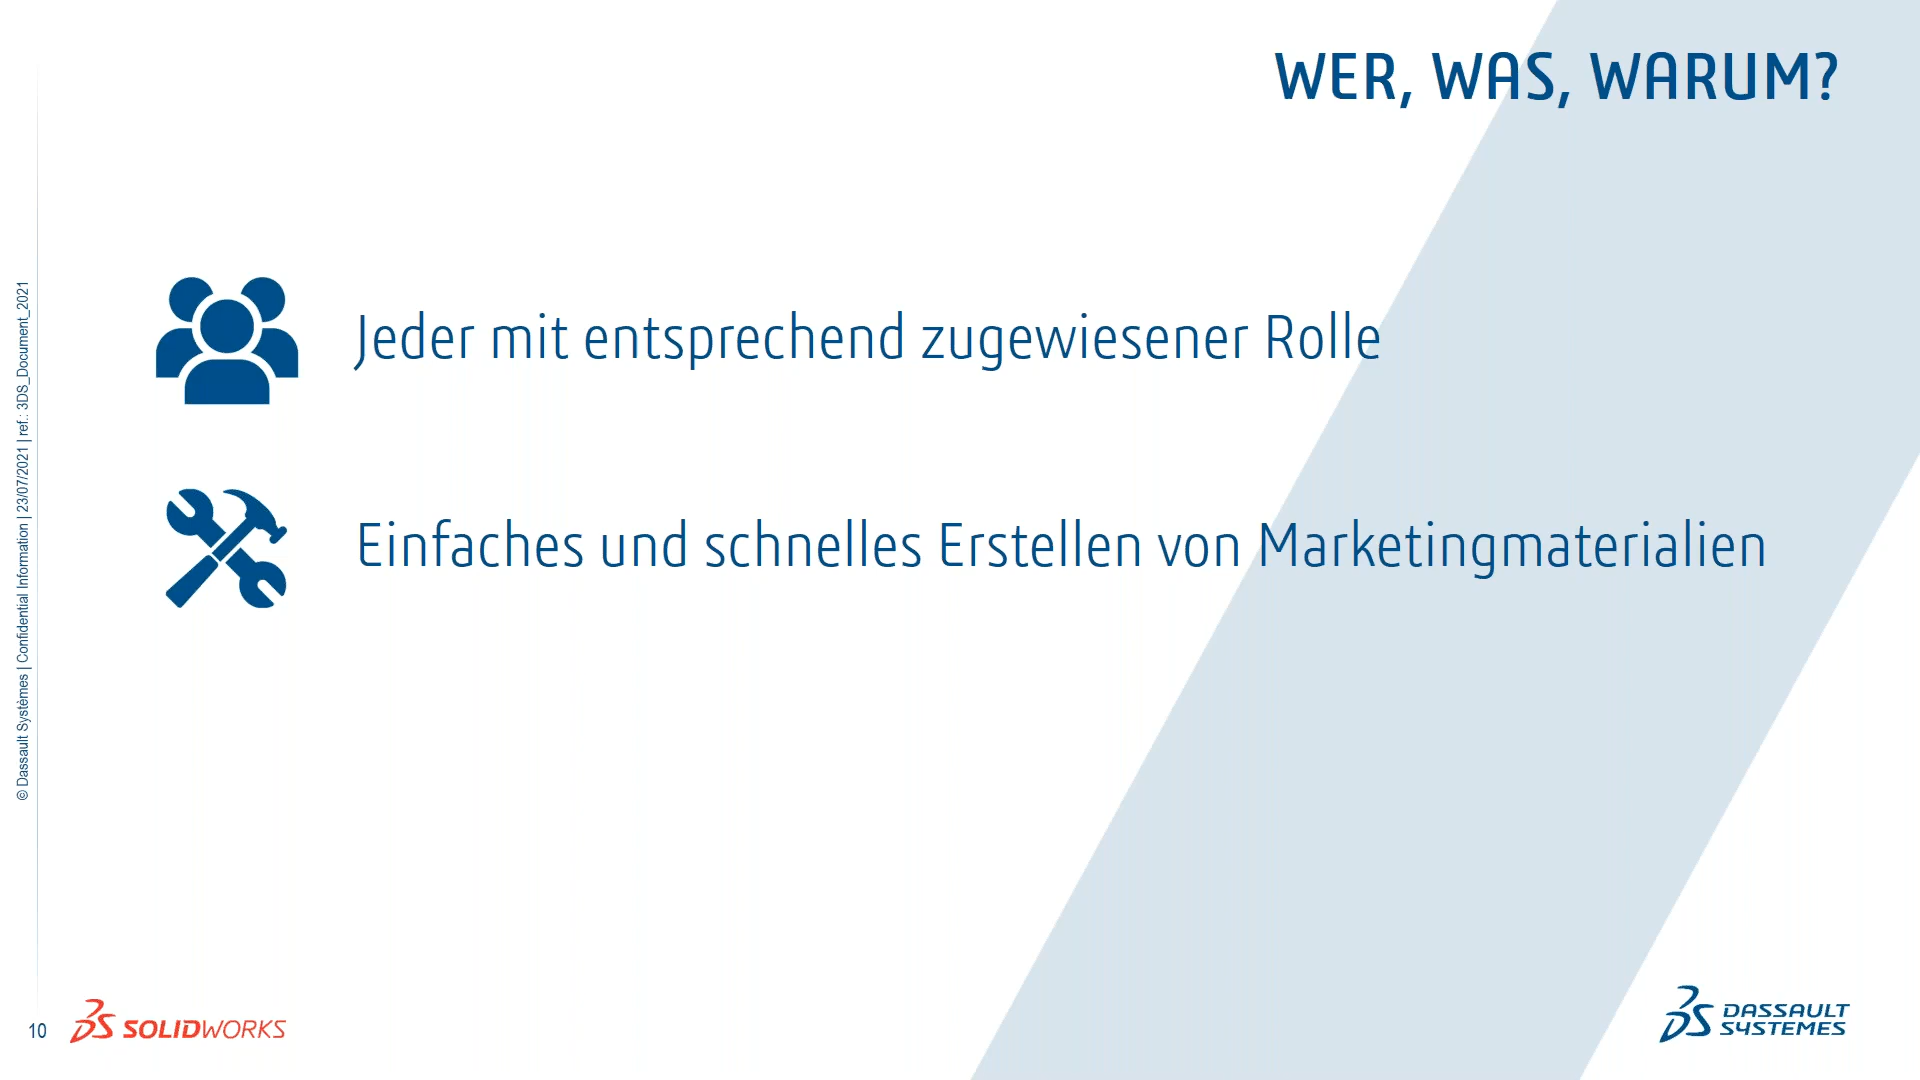 WER, WAS, WARUM?
Jeder mit entsprechend zugewiesener Rolle
Einfaches und schnelles Erstellen von Marketingmaterialien
© Dassault Systèmes | Confidential Information | 23/07/2021 | ref.: 3DS_Document_2021
10
SOLIDWORKS
DASSAULT
SYSTEMES